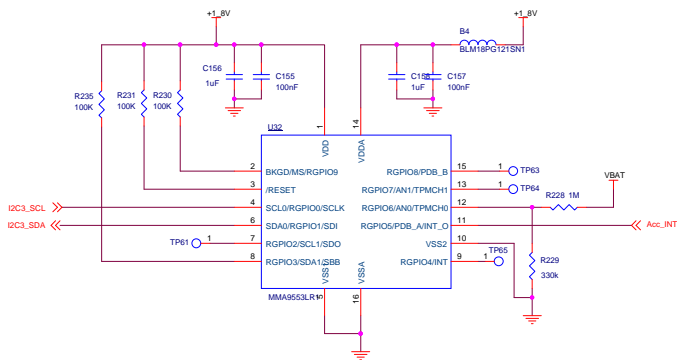 +1_8V
+1_8V
B4
BLM18PG121SN1
C156
1uF
C155
100nF
C158
1uF
C157
100nF
R235
100K
R231
100K
R230
100K
U32
1
14
VDD
VDDA
2
BKGD/MS/RGPIO9
RGPIO8/PDB_B
15
1
TP63
3
/RESET
RGPIO7/AN1/TPMCH1
13
1
TP64
VBAT
R228 1M
I2C3_SCL
4
SCL0/RGPIO0/SCLK
RGPIO6/AN0/TPMCH0
12
I2C3_SDA
6
SDA0/RGPIO1/SDI
RGPIO5/PDB_A/INT_O
11
Acc_INT
TP61
1
7
RGPIO2/SCL1/SDO
VSS2
10
8
RGPIO3/SDA1/SBB
RGPIO4/INT
9
1
TP65
R229
330k
VSS1
VSSA
MMA9553LR1
5
16